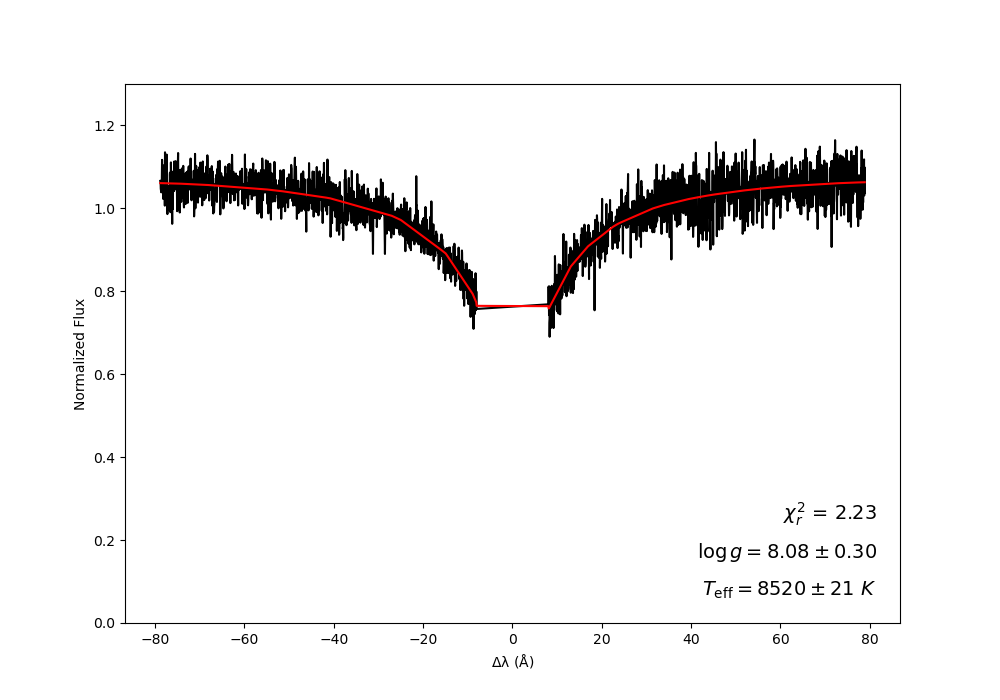 1.2
1.0
0.8
0.6
0.4
0.2
0.0
Normalized Flux
χ²ᵣ = 2.23
log g = 8.08 ± 0.30
T_eff = 8520 ± 21 K
−80 −60 −40 −20 0 20 40 60 80
Δλ (Å)